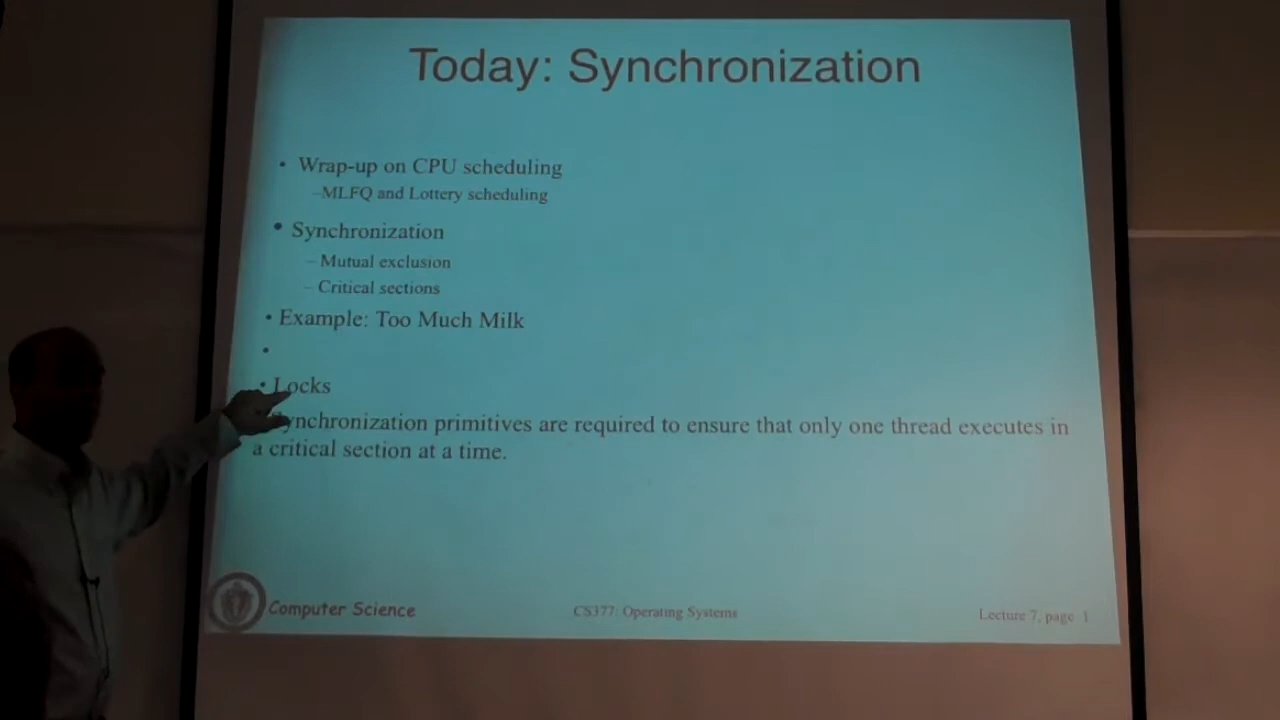 Today: Synchronization
• Wrap-up on CPU scheduling
–MLFQ and Lottery scheduling
• Synchronization
– Mutual exclusion
– Critical sections
• Example: Too Much Milk
•
• Locks
Synchronization primitives are required to ensure that only one thread executes in
a critical section at a time.
Computer Science
CS377: Operating Systems
Lecture 7, page 1